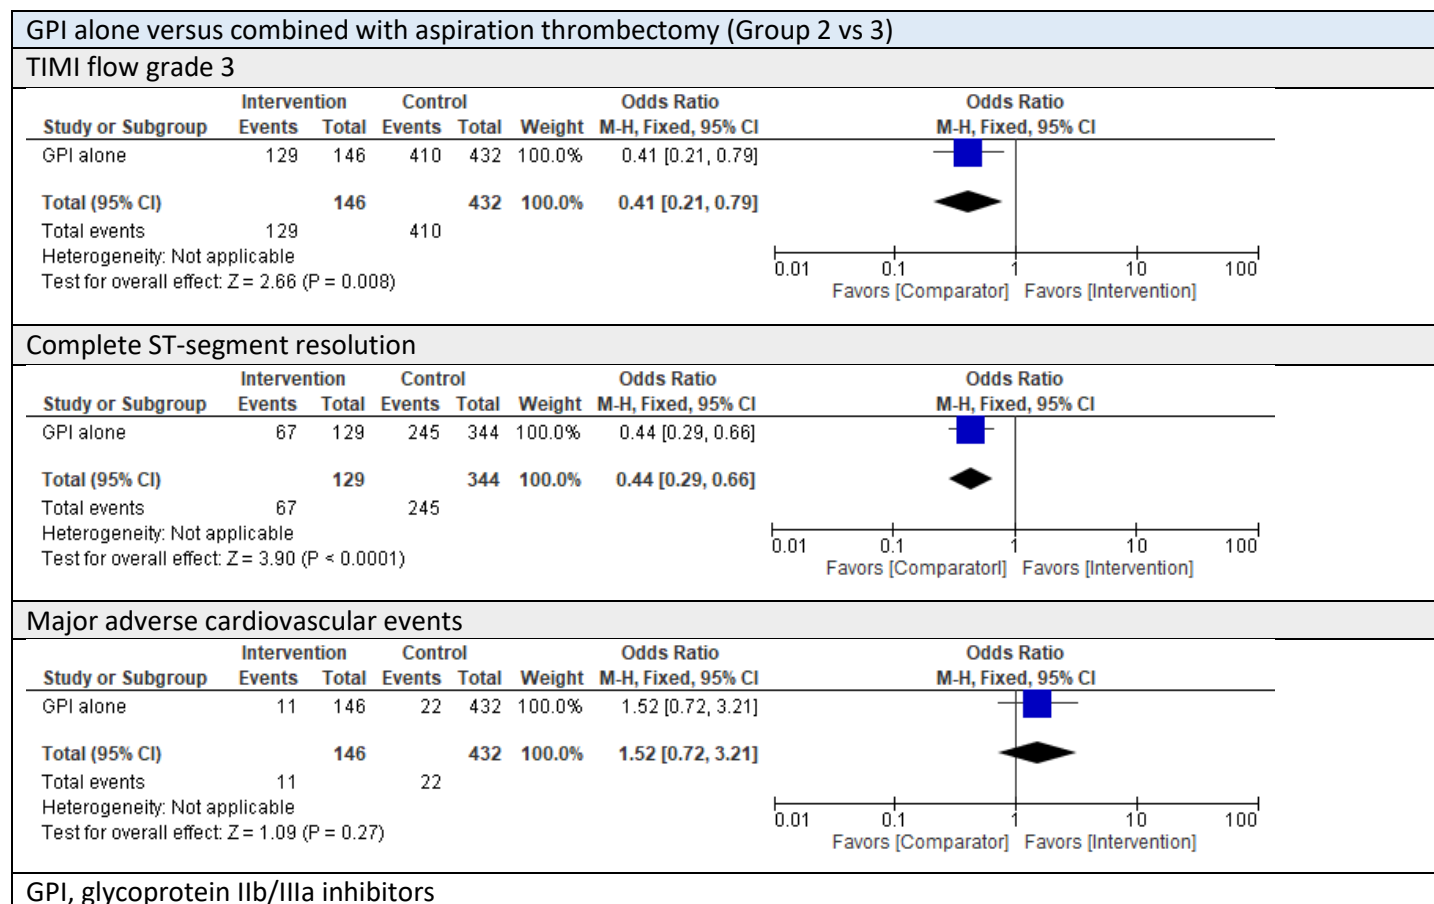 GPI alone versus combined with aspiration thrombectomy (Group 2 vs 3)
TIMI flow grade 3
Intervention Control Odds Ratio Odds Ratio
Study or Subgroup Events Total Events Total Weight M-H, Fixed, 95% CI M-H, Fixed, 95% CI
GPI alone 129 146 410 432 100.0% 0.41 [0.21, 0.79]
Total (95% CI) 146 432 100.0% 0.41 [0.21, 0.79]
Total events 129 410
Heterogeneity: Not applicable
Test for overall effect: Z = 2.66 (P = 0.008)
0.01 0.1 1 10 100
Favors [Comparator] Favors [Intervention]
Complete ST-segment resolution
Intervention Control Odds Ratio Odds Ratio
Study or Subgroup Events Total Events Total Weight M-H, Fixed, 95% CI M-H, Fixed, 95% CI
GPI alone 67 129 245 344 100.0% 0.44 [0.29, 0.66]
Total (95% CI) 129 344 100.0% 0.44 [0.29, 0.66]
Total events 67 245
Heterogeneity: Not applicable
Test for overall effect: Z = 3.90 (P < 0.0001)
0.01 0.1 1 10 100
Favors [Comparatorl] Favors [Intervention]
Major adverse cardiovascular events
Intervention Control Odds Ratio Odds Ratio
Study or Subgroup Events Total Events Total Weight M-H, Fixed, 95% CI M-H, Fixed, 95% CI
GPI alone 11 146 22 432 100.0% 1.52 [0.72, 3.21]
Total (95% CI) 146 432 100.0% 1.52 [0.72, 3.21]
Total events 11 22
Heterogeneity: Not applicable
Test for overall effect: Z = 1.09 (P = 0.27)
0.01 0.1 1 10 100
Favors [Comparator] Favors [Intervention]
GPI, glycoprotein IIb/IIIa inhibitors